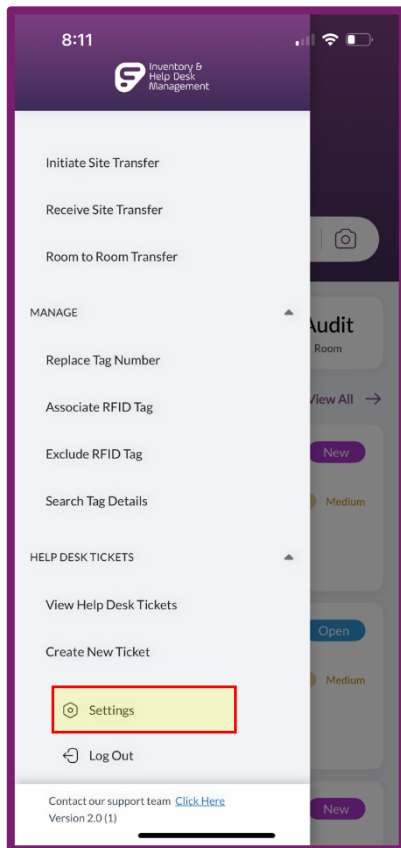 8:11
Inventory &
Help Desk
Management
Initiate Site Transfer
Receive Site Transfer
Room to Room Transfer
MANAGE
Audit
Room
Replace Tag Number
View All →
Associate RFID Tag
Exclude RFID Tag
New
Search Tag Details
Medium
HELP DESK TICKETS
View Help Desk Tickets
Open
Create New Ticket
Medium
Settings
Log Out
Contact our support team Click Here
New
Version 2.0 (1)